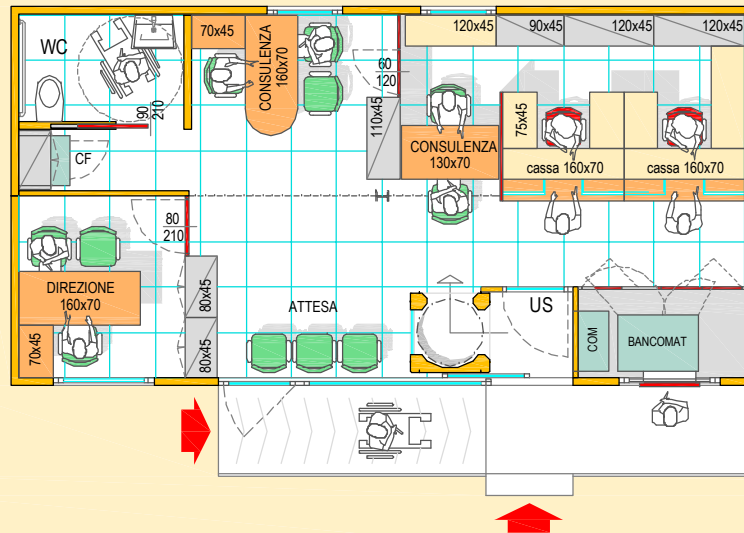 WC
70x45
CONSULENZA
160x70
60
120
120x45
90x45
120x45
120x45
90
210
110x45
CONSULENZA
130x70
75x45
cassa 160x70
cassa 160x70
CF
80
210
DIREZIONE
160x70
70x45
80x45
80x45
ATTESA
US
COM
BANCOMAT